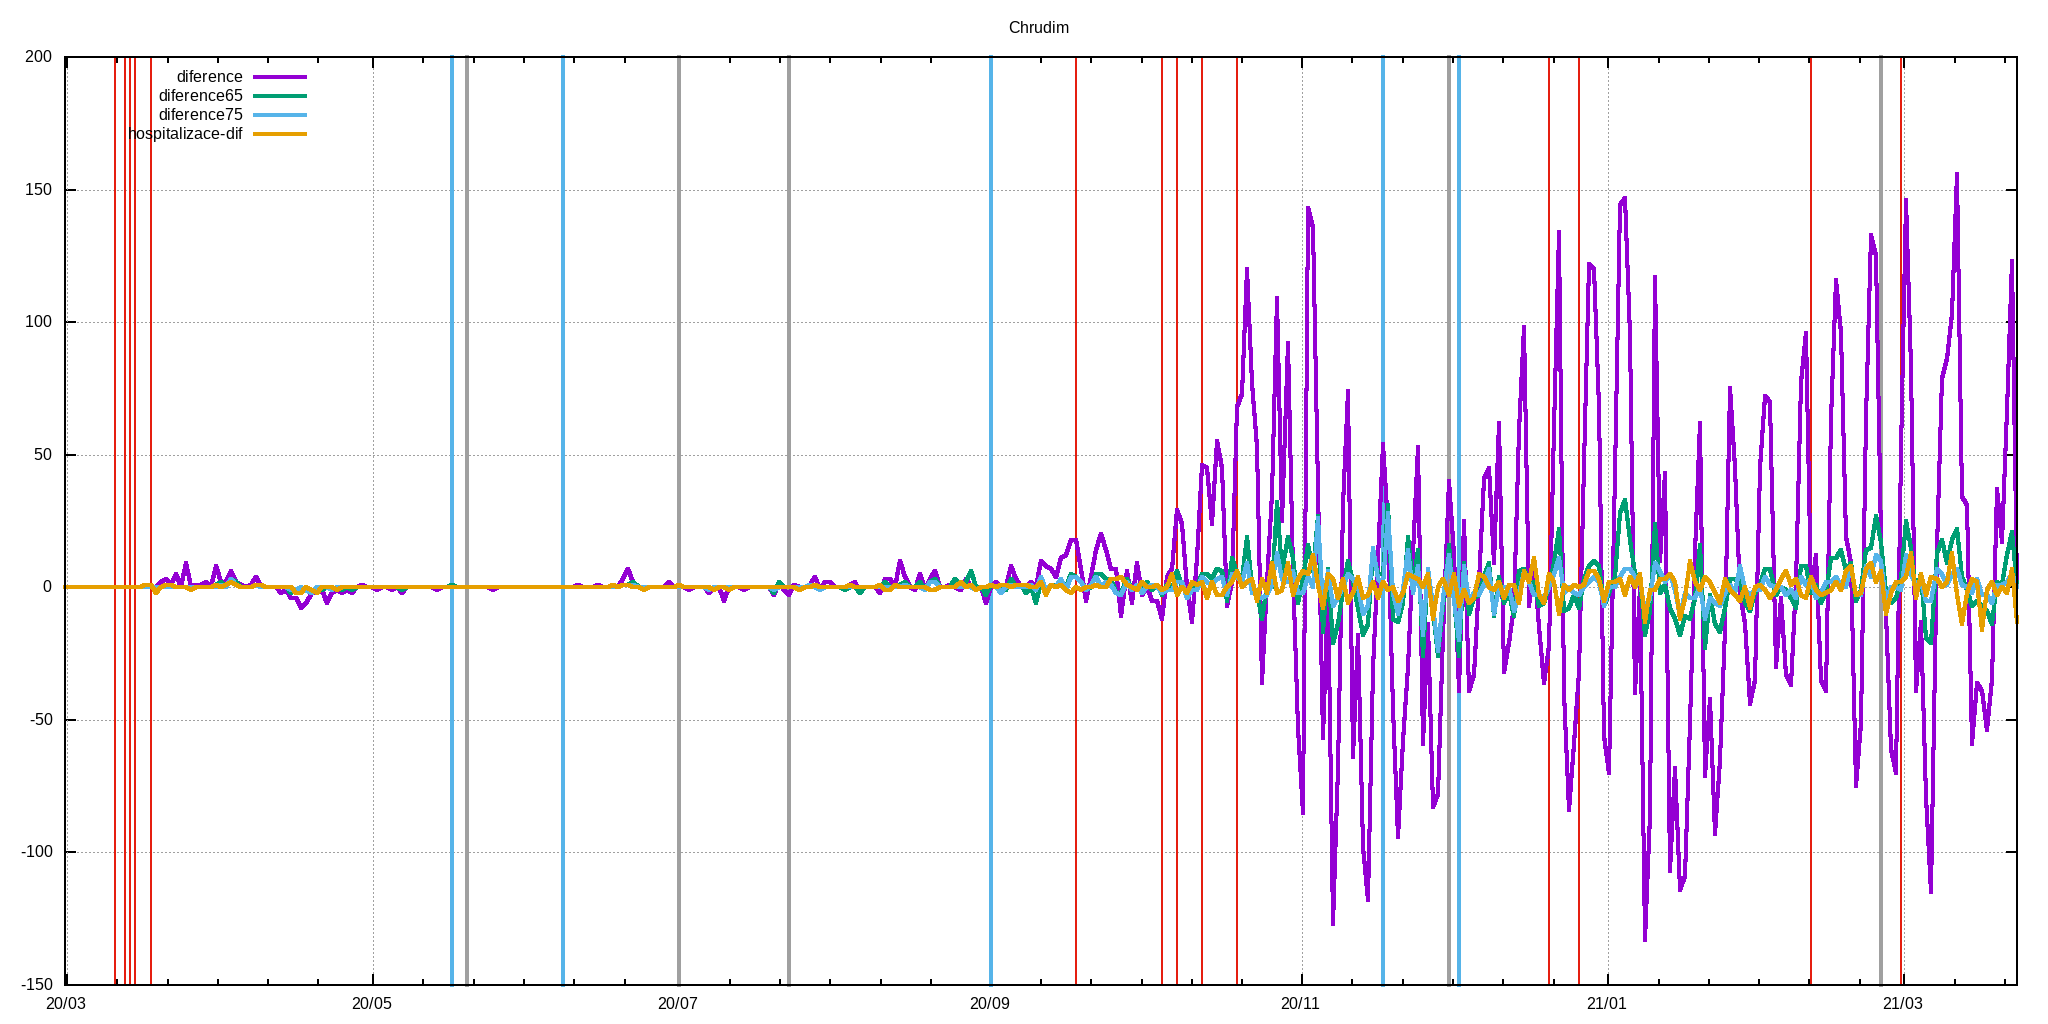 Chrudim
200
150
100
50
0
-50
-100
-150
diference
diference65
diference75
hospitalizace-dif
20/03 20/05 20/07 20/09 20/11 21/01 21/03